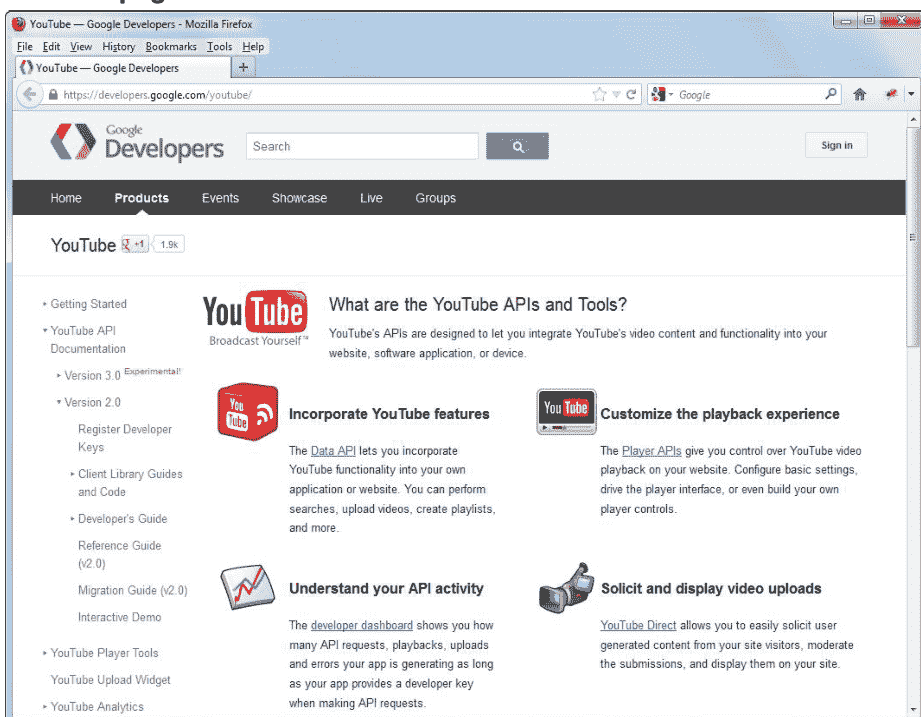 YouTube — Google Developers - Mozilla Firefox
File Edit View History Bookmarks Tools Help
YouTube — Google Developers
https://developers.google.com/youtube/
Google
Google
Developers
Search
Sign in
Home Products Events Showcase Live Groups
YouTube +1 1.9k
Getting Started
YouTube API
Documentation
Version 3.0 Experimental!
Version 2.0
Register Developer
Keys
Client Library Guides
and Code
Developer's Guide
Reference Guide
(v2.0)
Migration Guide (v2.0)
Interactive Demo
YouTube Player Tools
YouTube Upload Widget
YouTube Analytics
You Tube
Broadcast Yourself™
What are the YouTube APIs and Tools?
YouTube's APIs are designed to let you integrate YouTube's video content and functionality into your
website, software application, or device.
You
Tube
Incorporate YouTube features
The Data API lets you incorporate
YouTube functionality into your own
application or website. You can perform
searches, upload videos, create playlists,
and more.
You Tube
Customize the playback experience
The Player APIs give you control over YouTube video
playback on your website. Configure basic settings,
drive the player interface, or even build your own
player controls.
Understand your API activity
The developer dashboard shows you how
many API requests, playbacks, uploads
and errors your app is generating as long
as your app provides a developer key
when making API requests.
Solicit and display video uploads
YouTube Direct allows you to easily solicit user
generated content from your site visitors, moderate
the submissions, and display them on your site.